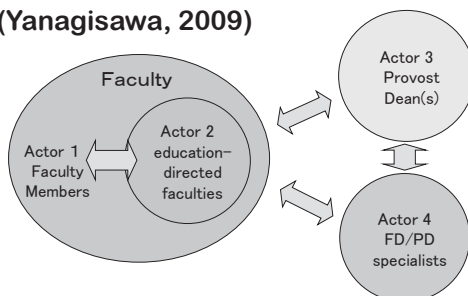 (Yanagisawa, 2009)
Faculty
Actor 1
Faculty
Members
Actor 2
education-
directed
faculties
Actor 3
Provost
Dean(s)
Actor 4
FD/PD
specialists